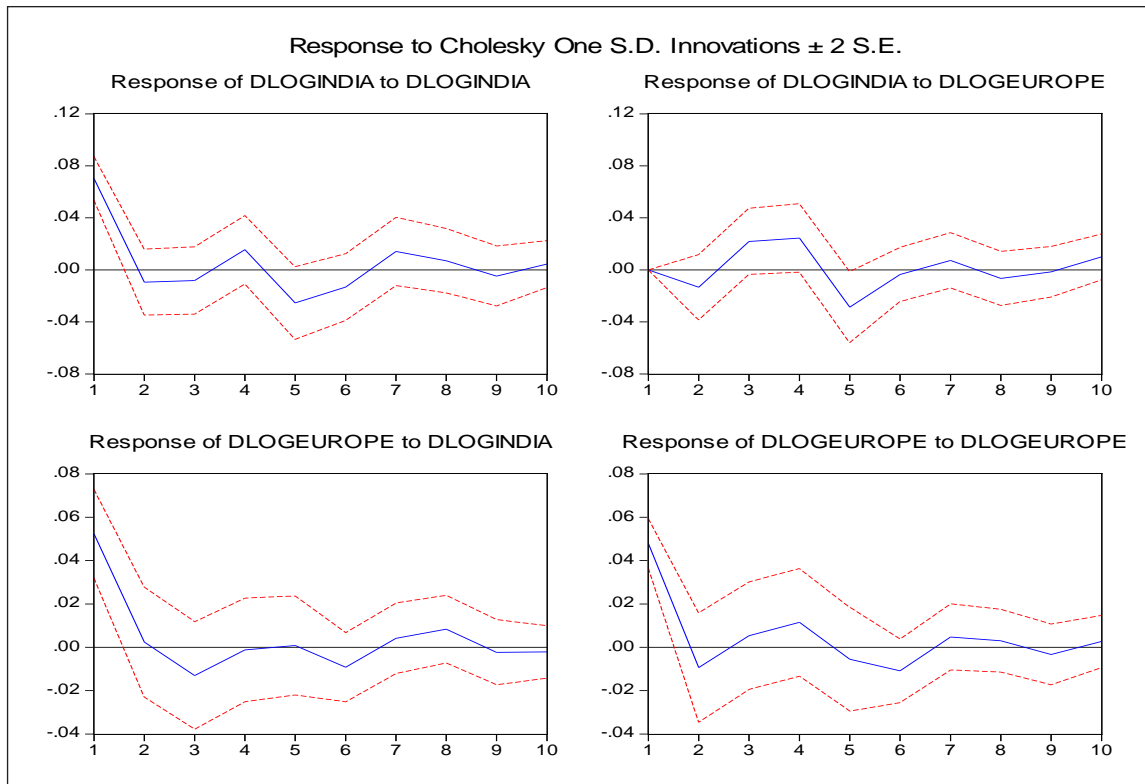 Response to Cholesky One S.D. Innovations ± 2 S.E.
Response of DLOGINDIA to DLOGINDIA
.12
.08
.04
.00
-.04
-.08
1 2 3 4 5 6 7 8 9 10
Response of DLOGINDIA to DLOGEUROPE
.12
.08
.04
.00
-.04
-.08
1 2 3 4 5 6 7 8 9 10
Response of DLOGEUROPE to DLOGINDIA
.08
.06
.04
.02
.00
-.02
-.04
1 2 3 4 5 6 7 8 9 10
Response of DLOGEUROPE to DLOGEUROPE
.08
.06
.04
.02
.00
-.02
-.04
1 2 3 4 5 6 7 8 9 10